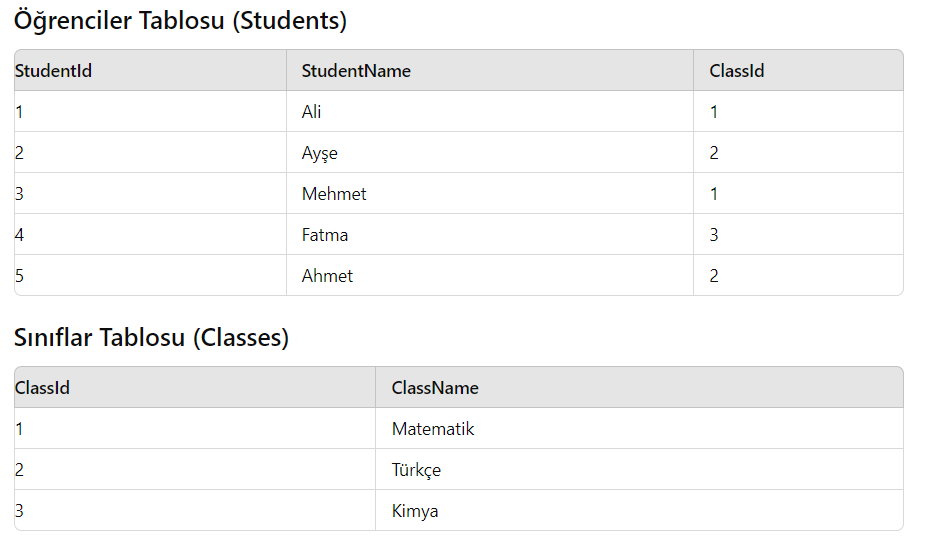 Öğrenciler Tablosu (Students)
StudentId StudentName ClassId
1 Ali 1
2 Ayşe 2
3 Mehmet 1
4 Fatma 3
5 Ahmet 2
Sınıflar Tablosu (Classes)
ClassId ClassName
1 Matematik
2 Türkçe
3 Kimya